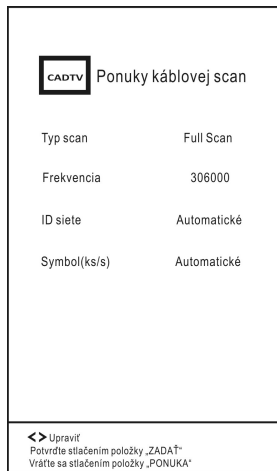 CADTV Ponuky káblovej scan
Typ scan Full Scan
Frekvencia 306000
ID siete Automatické
Symbol(ks/s) Automatické
<> Upraviť
Potvrďte stlačením položky „ZADAŤ“
Vráťte sa stlačením položky „PONUKA“